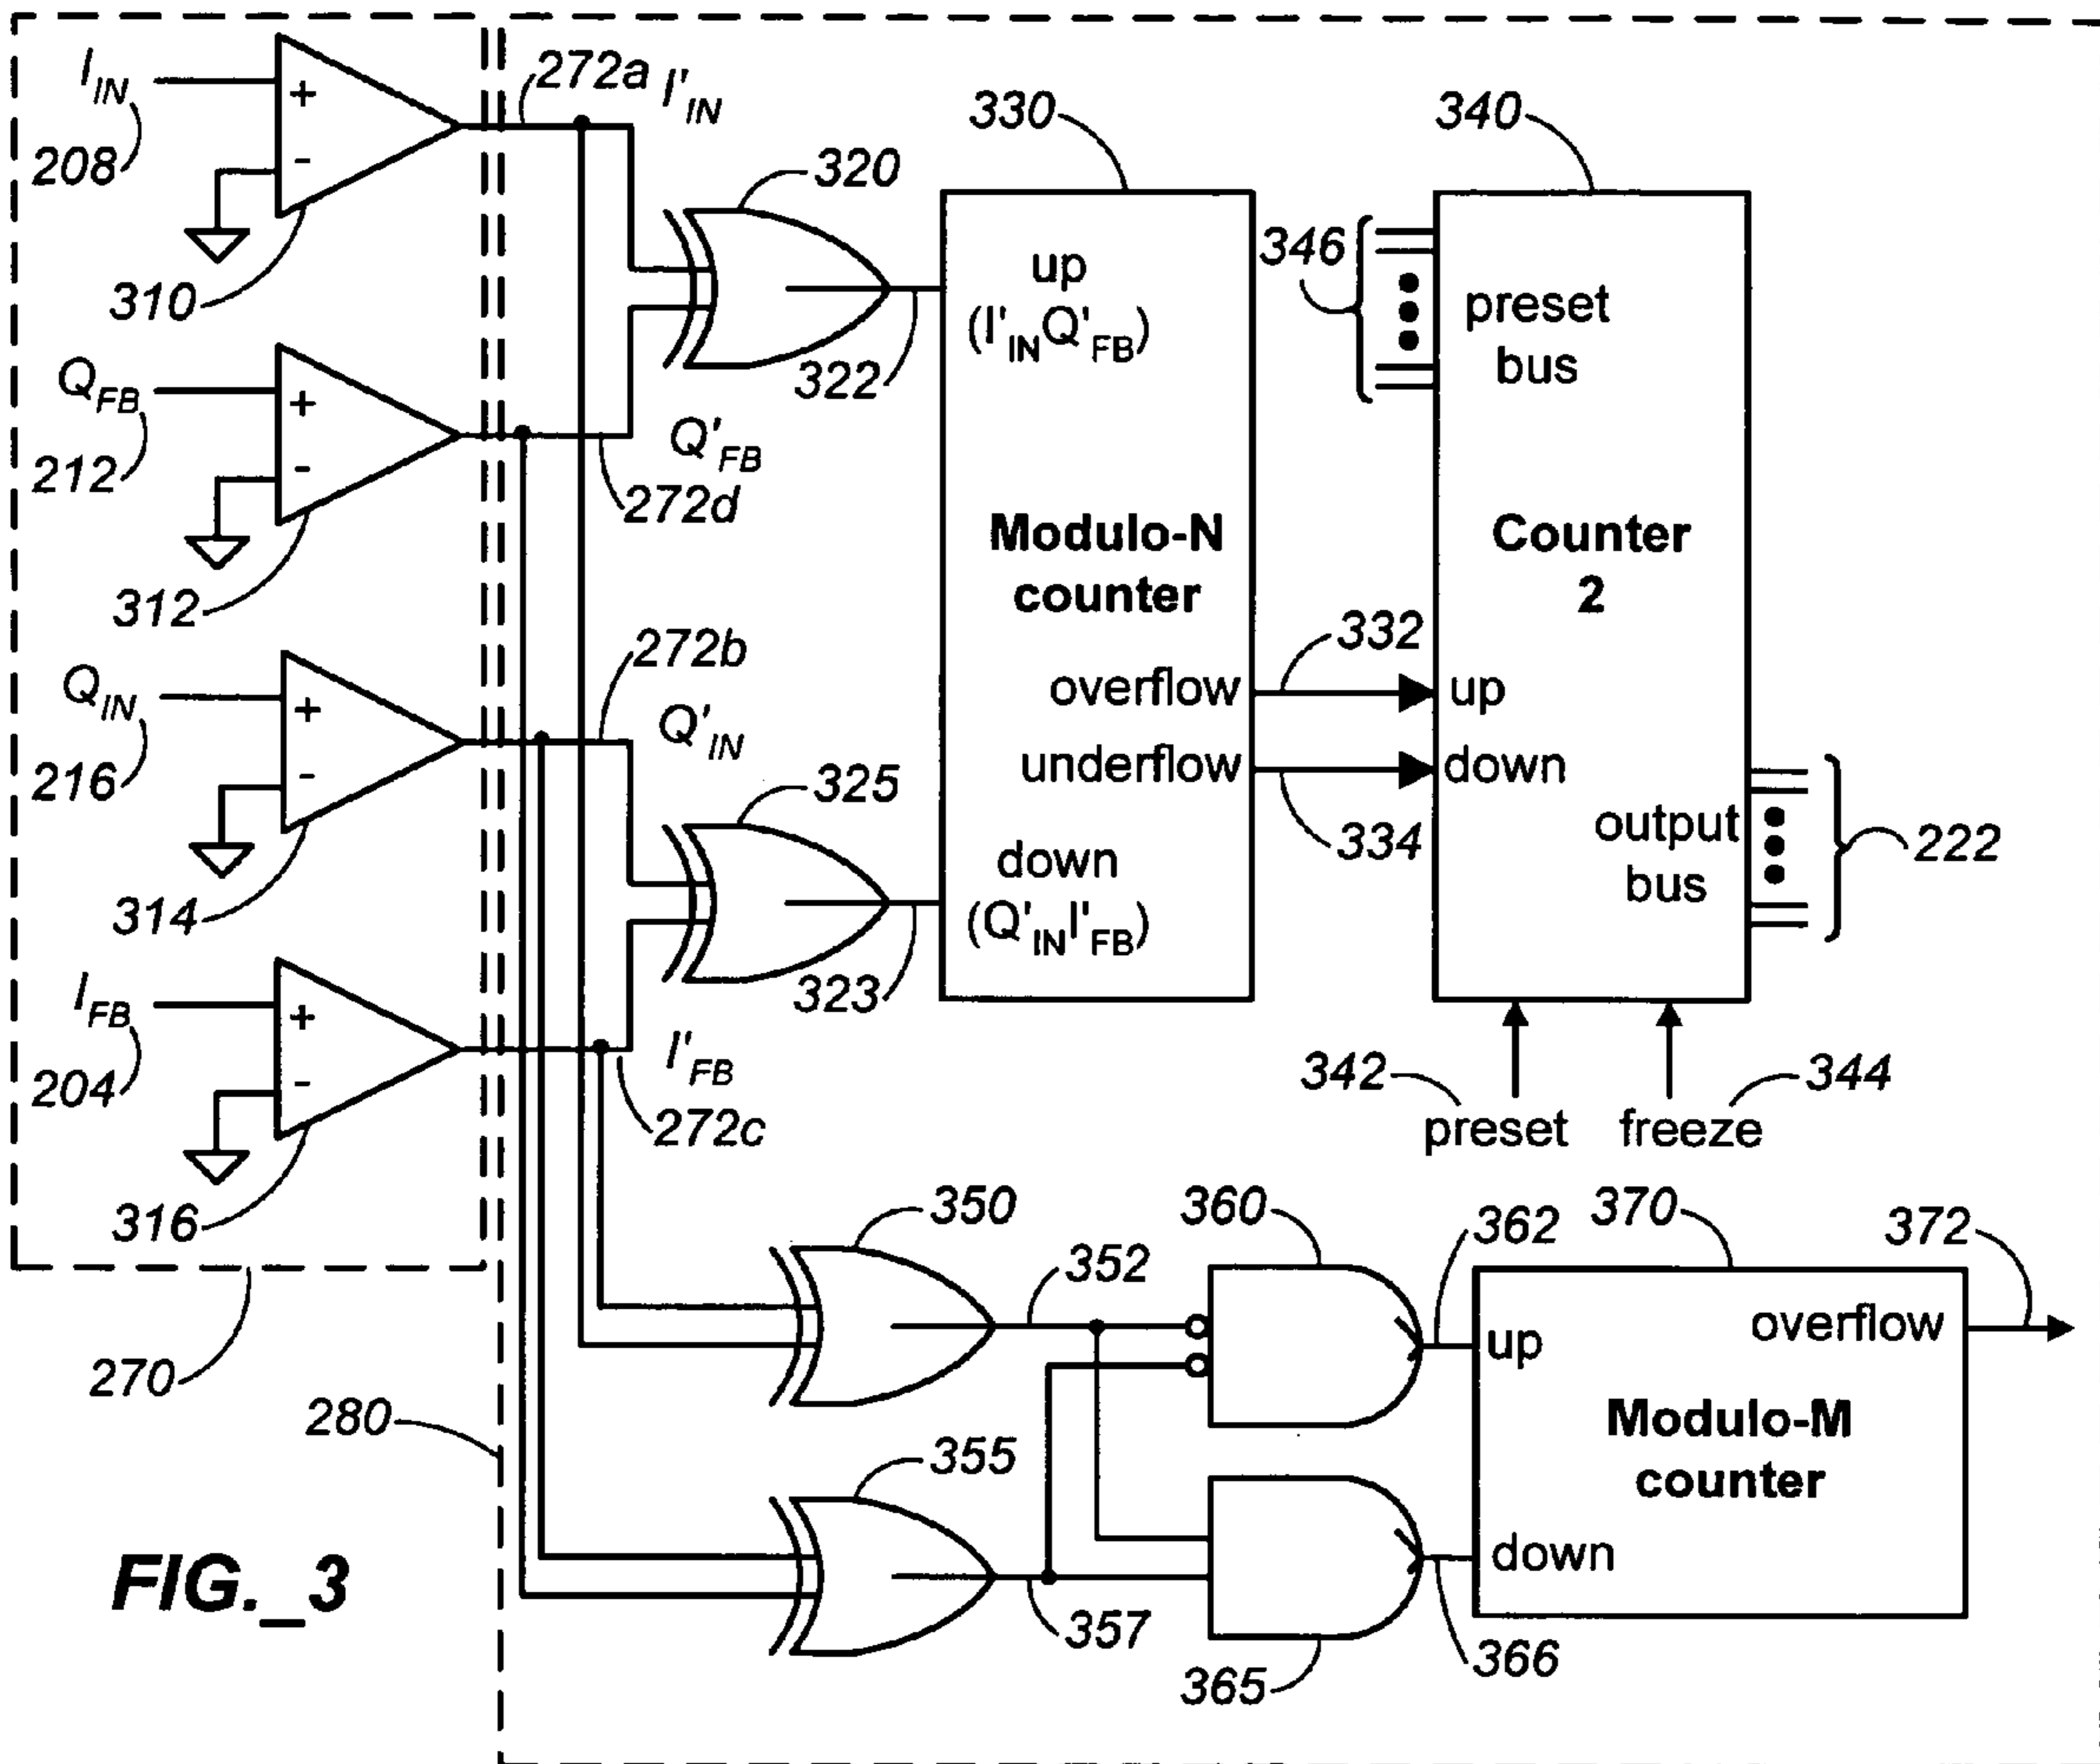 I_IN
208
+
-
310
272a
I'_IN
Q_FB
212
+
-
312
Q'_FB
272d
320
322
330
up
(I'_IN Q'_FB)
Modulo-N
counter
overflow
underflow
down
(Q'_IN I'_FB)
332
334
340
346
preset
bus
Counter
2
up
down
output
bus
222
342
preset
freeze
344
Q_IN
216
+
-
314
272b
Q'_IN
325
323
I_FB
204
+
-
316
I'_FB
272c
270
280
350
352
355
357
360
362
365
366
370
372
up
overflow
Modulo-M
counter
down
FIG._3